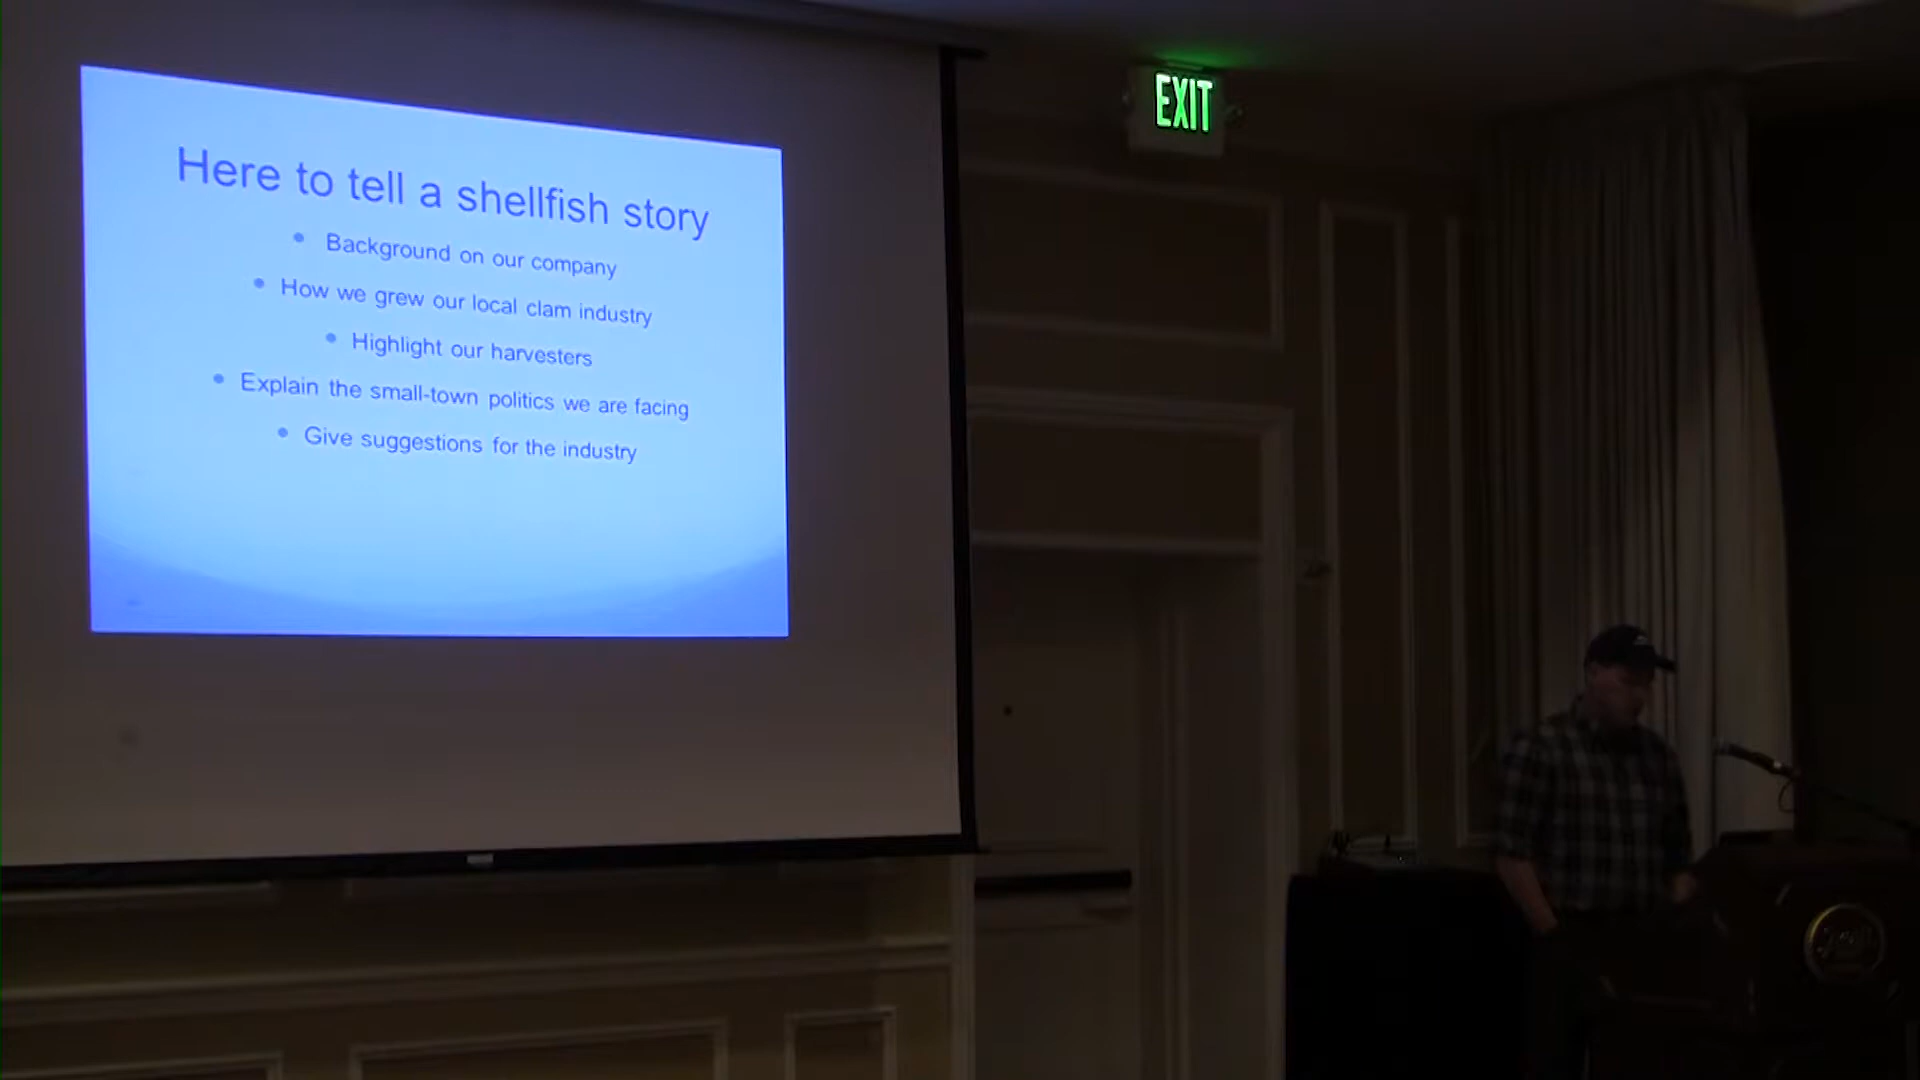 EXIT
Here to tell a shellfish story
• Background on our company
• How we grew our local clam industry
• Highlight our harvesters
• Explain the small-town politics we are facing
• Give suggestions for the industry